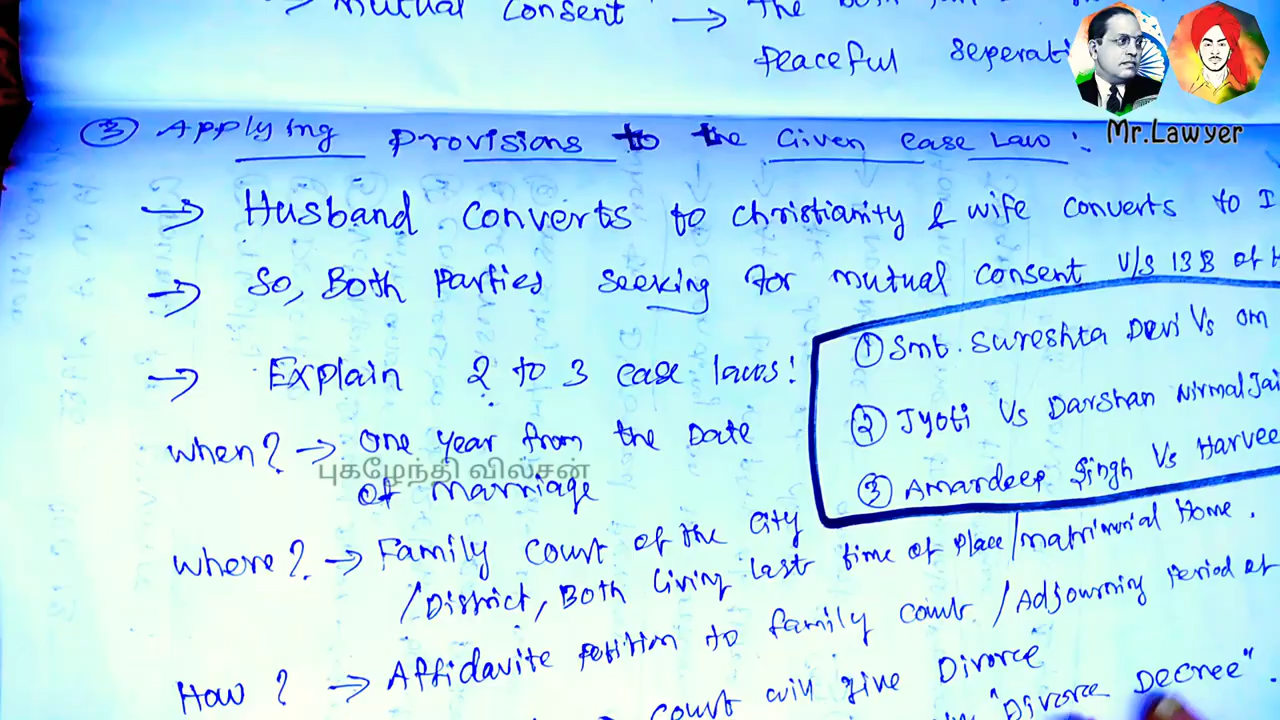 → Mutual consent → The both
Peaceful seperati
Mr.Lawyer
③ Applying Provisions to the Given case Law :
→ Husband converts to christianity & wife converts to I
→ So, Both Parties seeking for mutual consent U/S 13B of H
→ Explain 2 to 3 case laws!
① Smt. Sureshta Devi Vs Om
② Jyoti Vs Darshan Nirmal Jai
③ Amardeep Singh Vs Harvee
when? → One year from the Date
of marriage
புகழேந்தி வில்சன்
where? → Family court of the city
/District, Both living last time of Place/matrimonial Home.
How? → Affidavite petition to family court. /Adjourning Period of
court will give Divorce
"Divorce Decree".